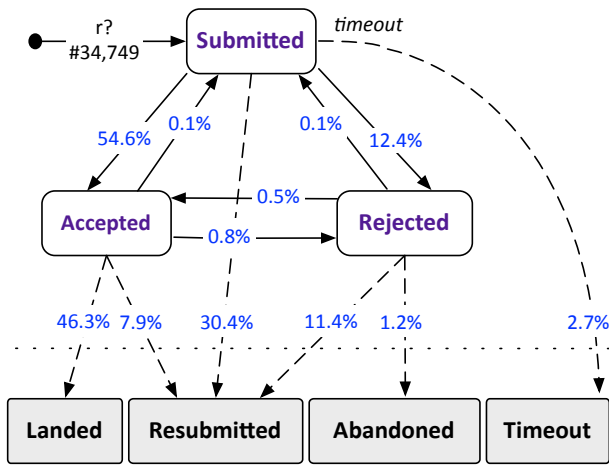 r?
#34,749
Submitted
timeout
54.6%
0.1%
0.1%
12.4%
Accepted
0.5%
0.8%
Rejected
46.3%
7.9%
30.4%
11.4%
1.2%
2.7%
Landed
Resubmitted
Abandoned
Timeout